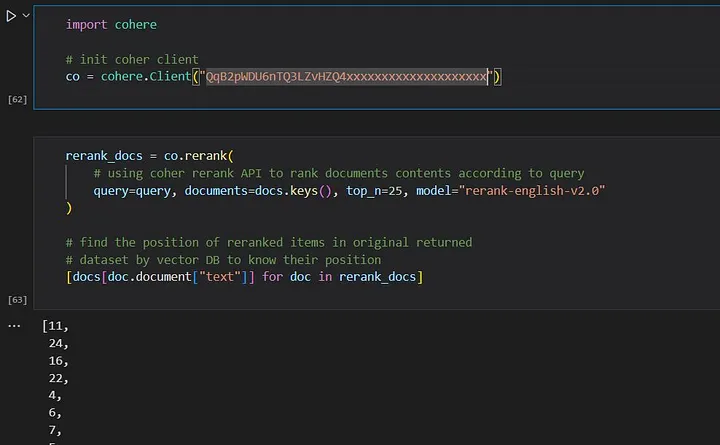 import cohere
# init coher client
co = cohere.Client("QqB2pWDU6nTQ3LZvHZQ4xxxxxxxxxxxxxxxxxxxx")
[62]
rerank_docs = co.rerank(
# using coher rerank API to rank documents contents according to query
query=query, documents=docs.keys(), top_n=25, model="rerank-english-v2.0"
)
# find the position of reranked items in original returned
# dataset by vector DB to know their position
[docs[doc.document["text"]] for doc in rerank_docs]
[63]
... [11,
24,
16,
22,
4,
6,
7,